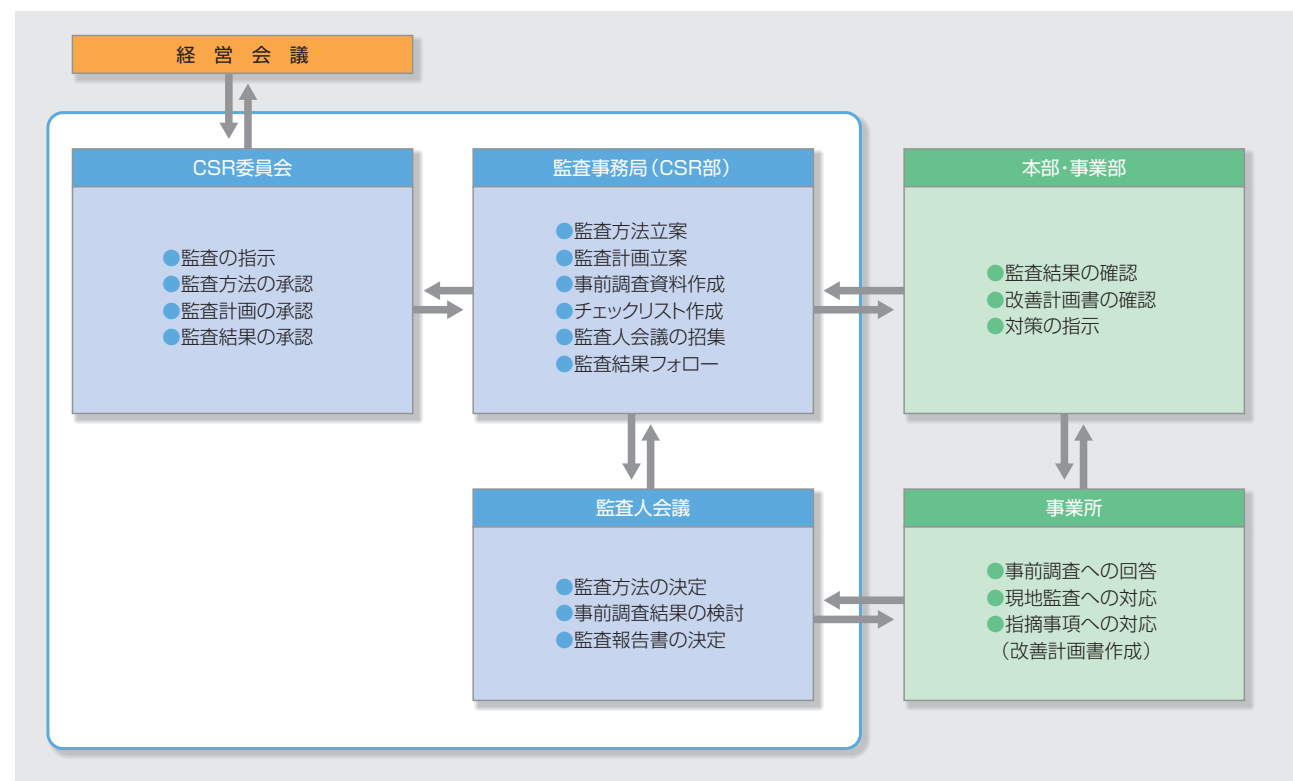 経 営 会 議
CSR委員会
●監査の指示
●監査方法の承認
●監査計画の承認
●監査結果の承認
監査事務局(CSR部)
●監査方法立案
●監査計画立案
●事前調査資料作成
●チェックリスト作成
●監査人会議の招集
●監査結果フォロー
本部・事業部
●監査結果の確認
●改善計画書の確認
●対策の指示
監査人会議
●監査方法の決定
●事前調査結果の検討
●監査報告書の決定
事業所
●事前調査への回答
●現地監査への対応
●指摘事項への対応
(改善計画書作成)